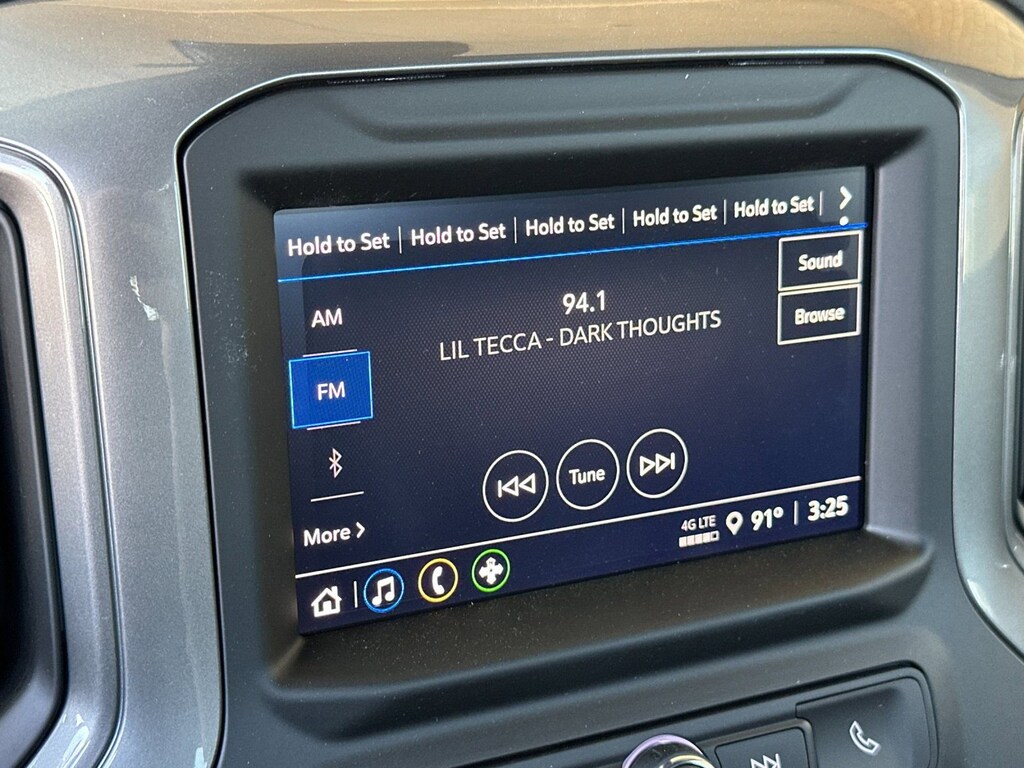 Hold to Set Hold to Set Hold to Set Hold to Set Hold to Set
Sound
AM
94.1
Browse
LIL TECCA - DARK THOUGHTS
FM
Tune
More
4G LTE 91° 3:25